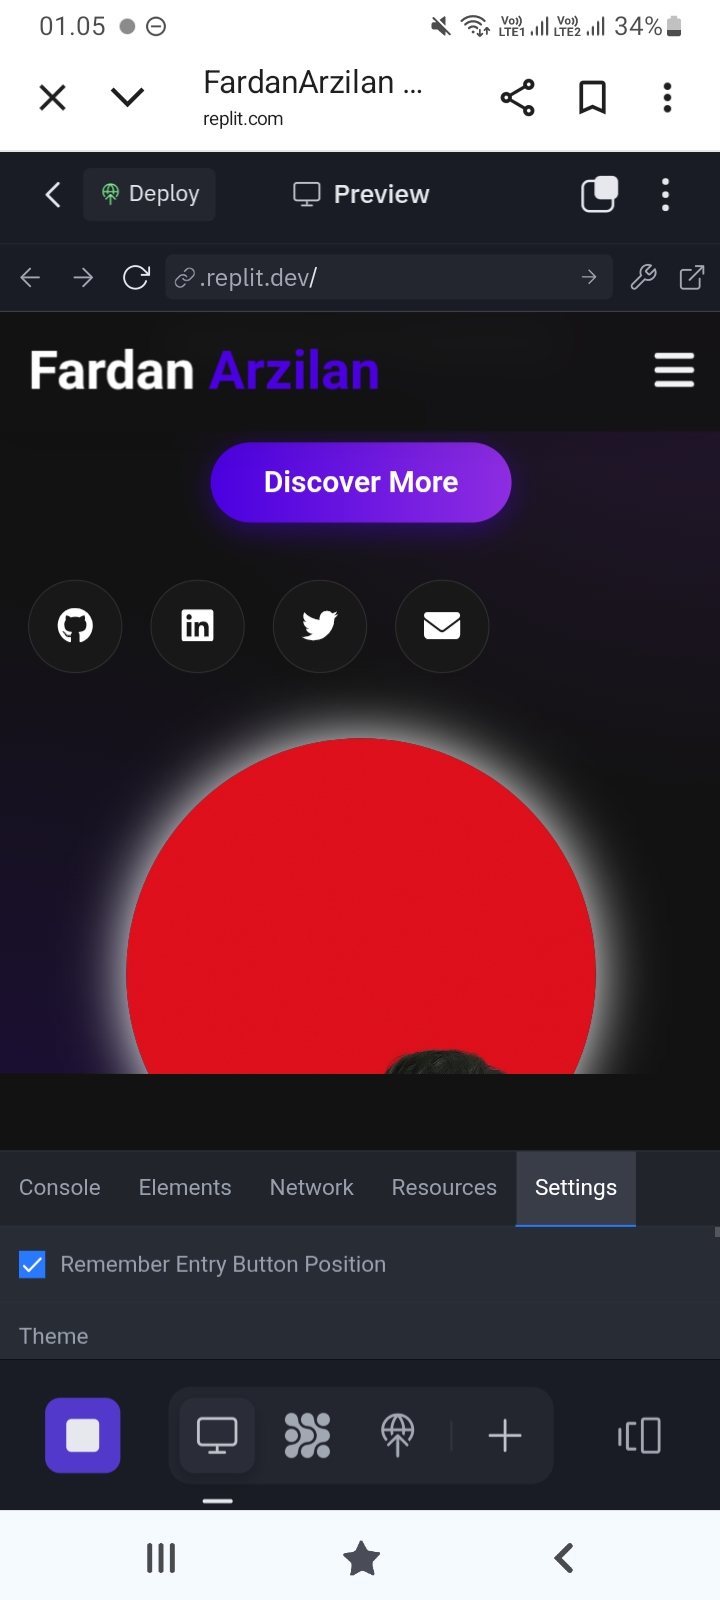 01.05
Vo)) LTE1 Vo)) LTE2 34%
FardanArzilan ...
replit.com
Deploy
Preview
.replit.dev/
Fardan Arzilan
Discover More
in
Console Elements Network Resources Settings
Remember Entry Button Position
Theme